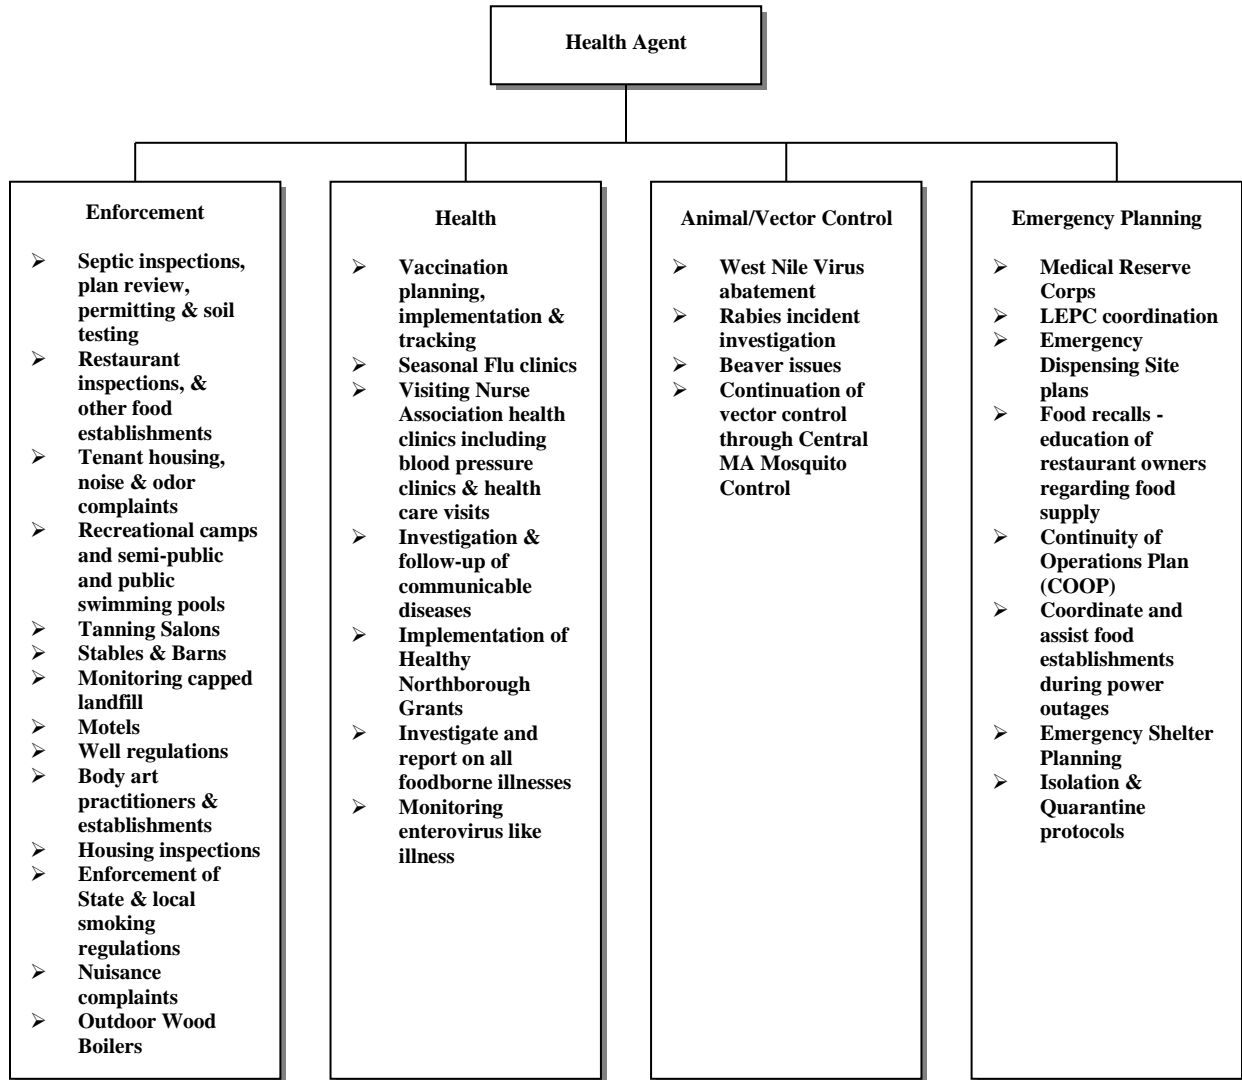 Health Agent
Enforcement
➢ Septic inspections,
plan review,
permitting & soil
testing
➢ Restaurant
inspections, &
other food
establishments
➢ Tenant housing,
noise & odor
complaints
➢ Recreational camps
and semi-public
and public
swimming pools
➢ Tanning Salons
➢ Stables & Barns
➢ Monitoring capped
landfill
➢ Motels
➢ Well regulations
➢ Body art
practitioners &
establishments
➢ Housing inspections
➢ Enforcement of
State & local
smoking
regulations
➢ Nuisance
complaints
➢ Outdoor Wood
Boilers
Health
➢ Vaccination
planning,
implementation &
tracking
➢ Seasonal Flu clinics
➢ Visiting Nurse
Association health
clinics including
blood pressure
clinics & health
care visits
➢ Investigation &
follow-up of
communicable
diseases
➢ Implementation of
Healthy
Northborough
Grants
➢ Investigate and
report on all
foodborne illnesses
➢ Monitoring
enterovirus like
illness
Animal/Vector Control
➢ West Nile Virus
abatement
➢ Rabies incident
investigation
➢ Beaver issues
➢ Continuation of
vector control
through Central
MA Mosquito
Control
Emergency Planning
➢ Medical Reserve
Corps
➢ LEPC coordination
➢ Emergency
Dispensing Site
plans
➢ Food recalls -
education of
restaurant owners
regarding food
supply
➢ Continuity of
Operations Plan
(COOP)
➢ Coordinate and
assist food
establishments
during power
outages
➢ Emergency Shelter
Planning
➢ Isolation &
Quarantine
protocols